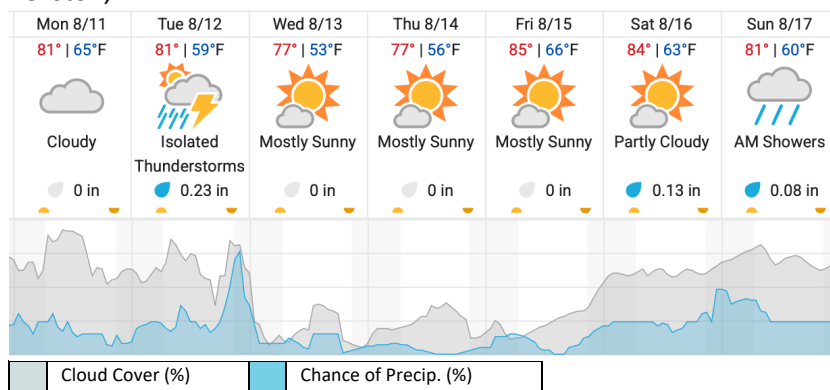 Mon 8/11 Tue 8/12 Wed 8/13 Thu 8/14 Fri 8/15 Sat 8/16 Sun 8/17
81° | 65°F 81° | 59°F 77° | 53°F 77° | 56°F 85° | 66°F 84° | 63°F 81° | 60°F
Cloudy Isolated Mostly Sunny Mostly Sunny Mostly Sunny Partly Cloudy AM Showers
Thunderstorms
0 in 0.23 in 0 in 0 in 0 in 0.13 in 0.08 in
Cloud Cover (%) Chance of Precip. (%)